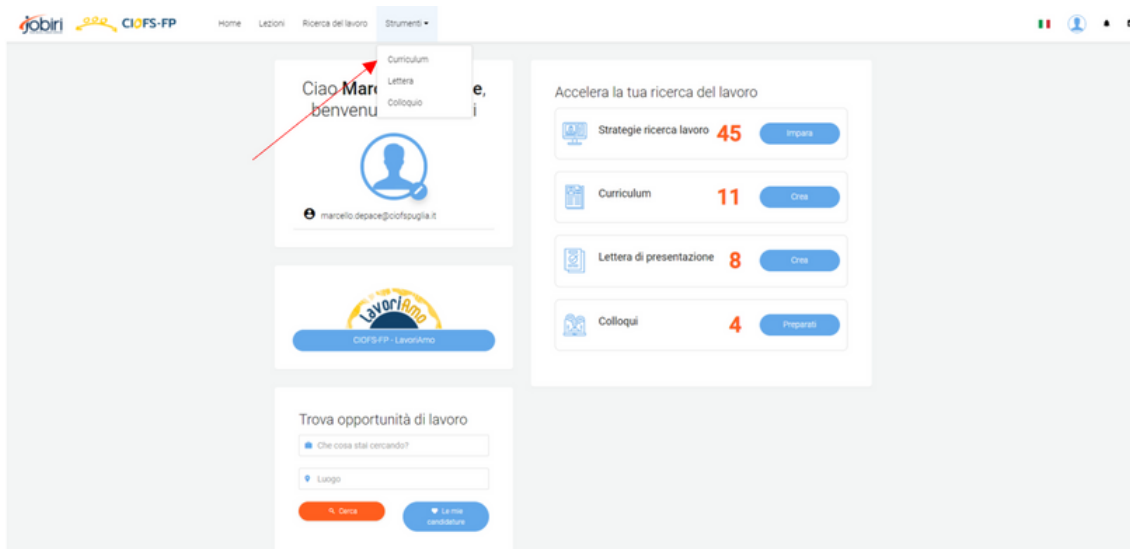 jobiri CIOFS-FP Home Lezioni Ricerca del lavoro Strumenti
Curriculum
Lettera
Colloquio
Ciao Mar e,
benvenu i
marcelo.depace@ciofspuglia.it
LavoriAmo
CIOFS-FP - LavoriAmo
Trova opportunità di lavoro
Che cosa stai cercando?
Luogo
Cerca
Le mie
candidature
Accelera la tua ricerca del lavoro
Strategie ricerca lavoro 45 Impara
Curriculum 11 Crea
Lettera di presentazione 8 Crea
Colloqui 4 Preparati